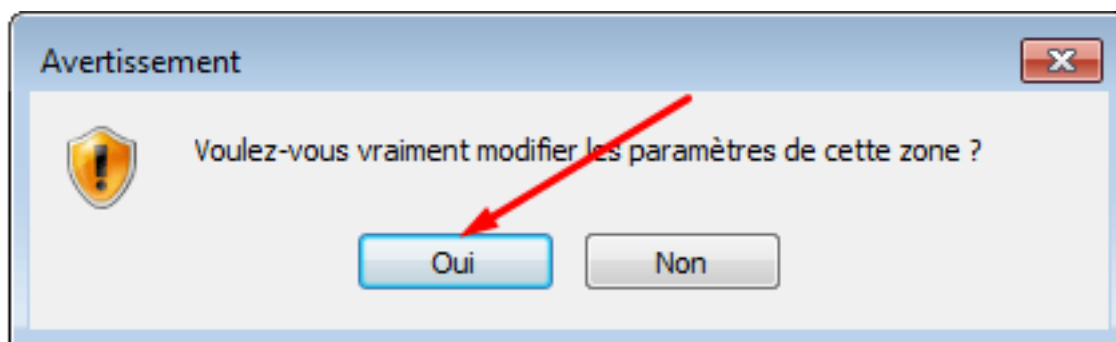 Avertissement
Voulez-vous vraiment modifier les paramètres de cette zone ?
Oui
Non